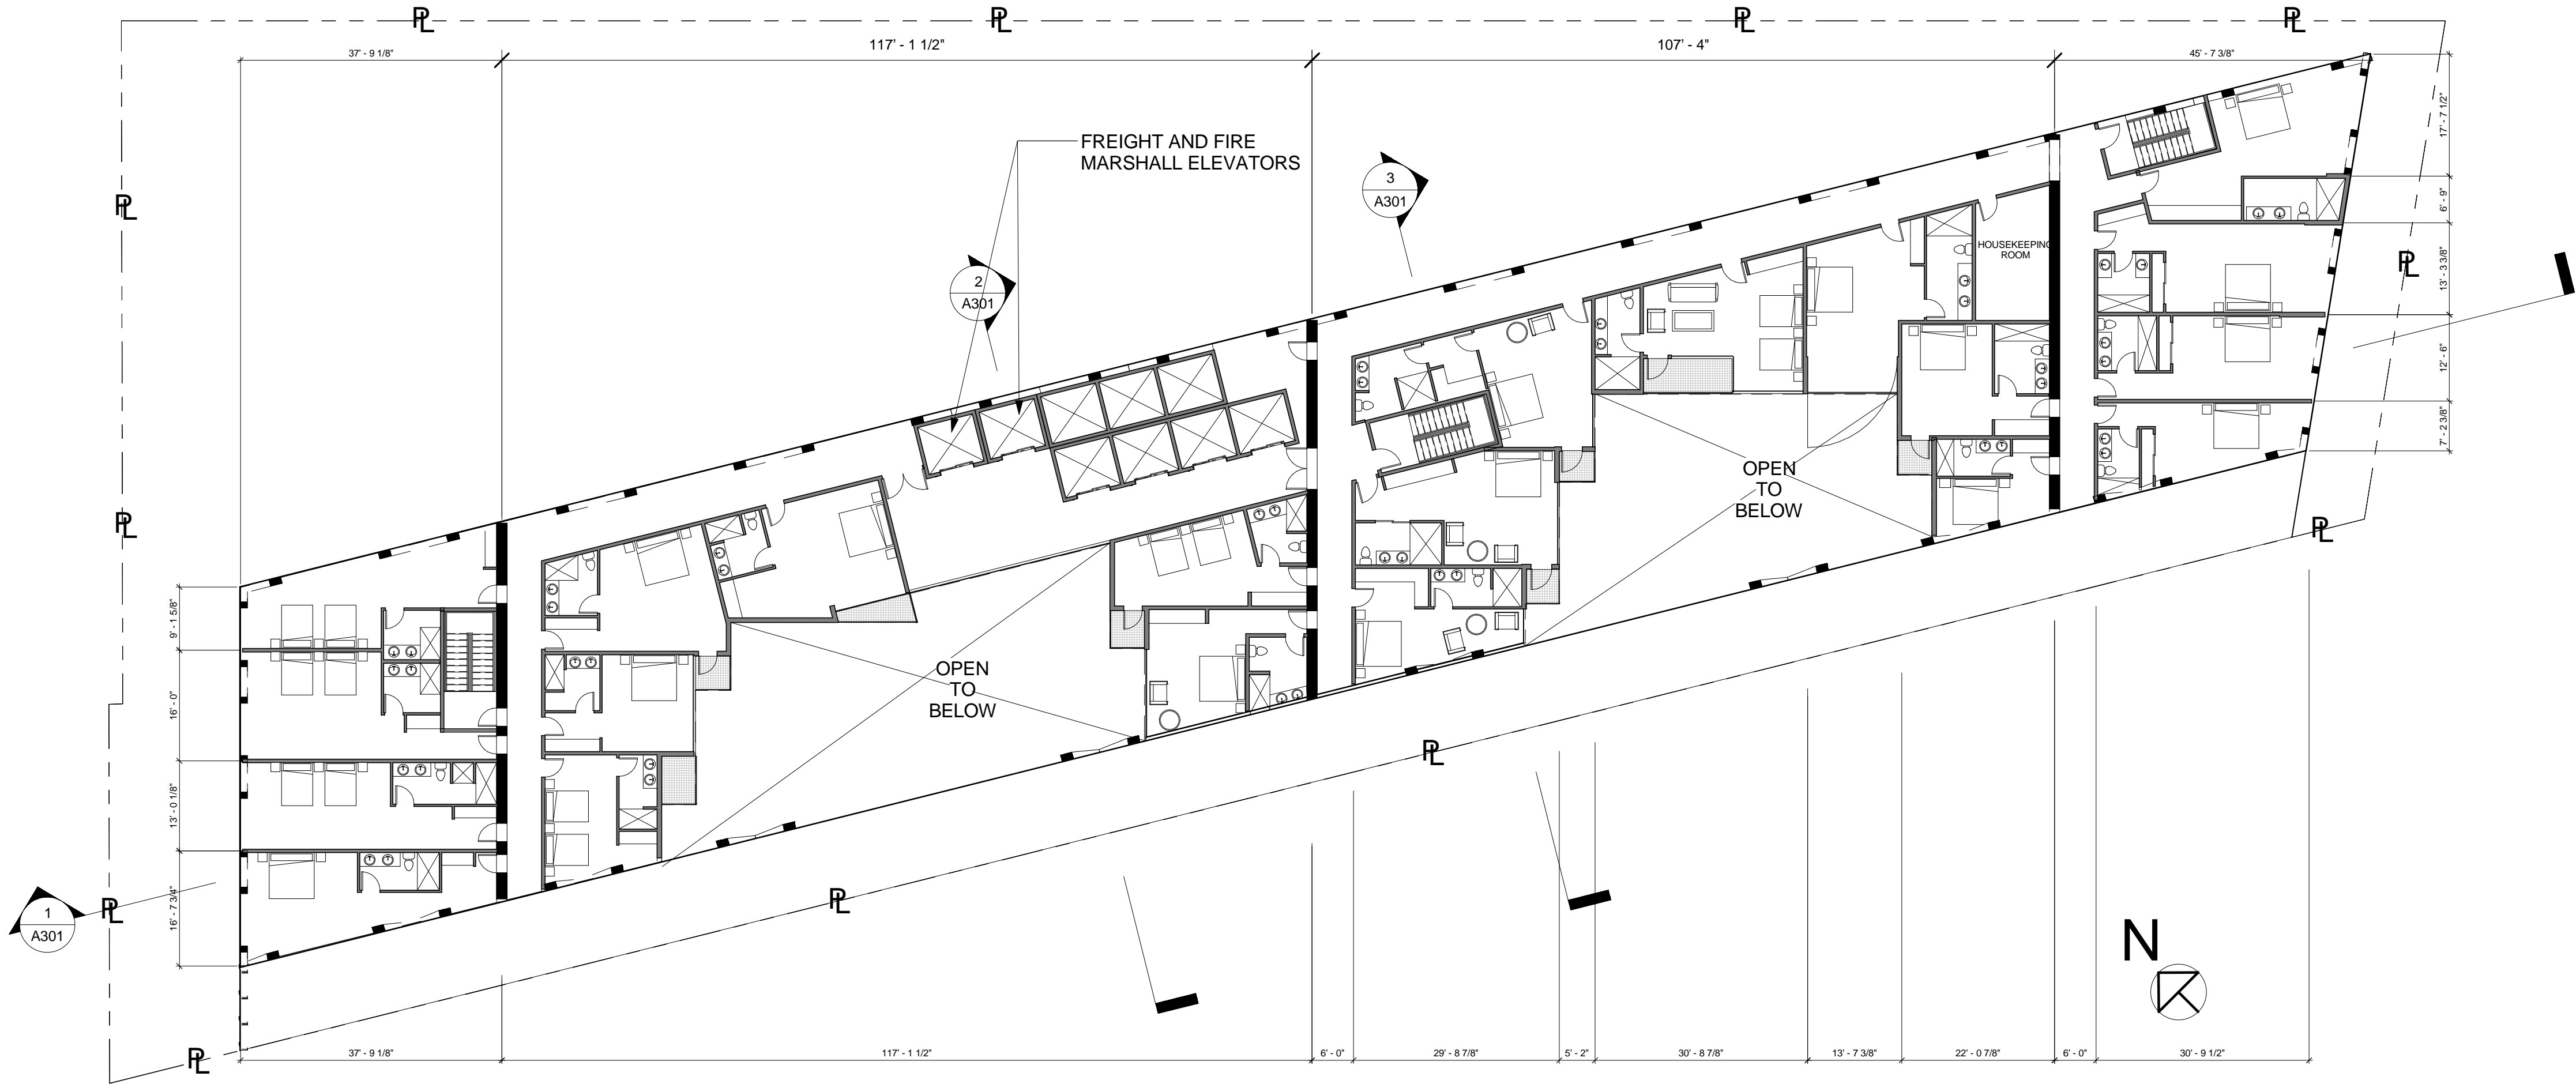 PL PL PL PL
37' - 9 1/8"
117' - 1 1/2"
107' - 4"
45' - 7 3/8"
FREIGHT AND FIRE
MARSHALL ELEVATORS
3
A301
2
A301
17' - 7 1/2"
6' - 9"
13' - 3 3/8"
12' - 6"
7' - 2 3/8"
PL
PL
HOUSEKEEPING
ROOM
PL
OPEN
TO
BELOW
PL
PL
9' - 1 5/8"
16' - 0"
13' - 0 1/8"
16' - 7 3/4"
OPEN
TO
BELOW
PL
PL
PL
1
A301
N
PL
37' - 9 1/8"
117' - 1 1/2"
6' - 0"
29' - 8 7/8"
5' - 2"
30' - 8 7/8"
13' - 7 3/8"
22' - 0 7/8"
6' - 0"
30' - 9 1/2"